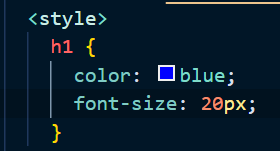 <style>
h1 {
color: blue;
font-size: 20px;
}